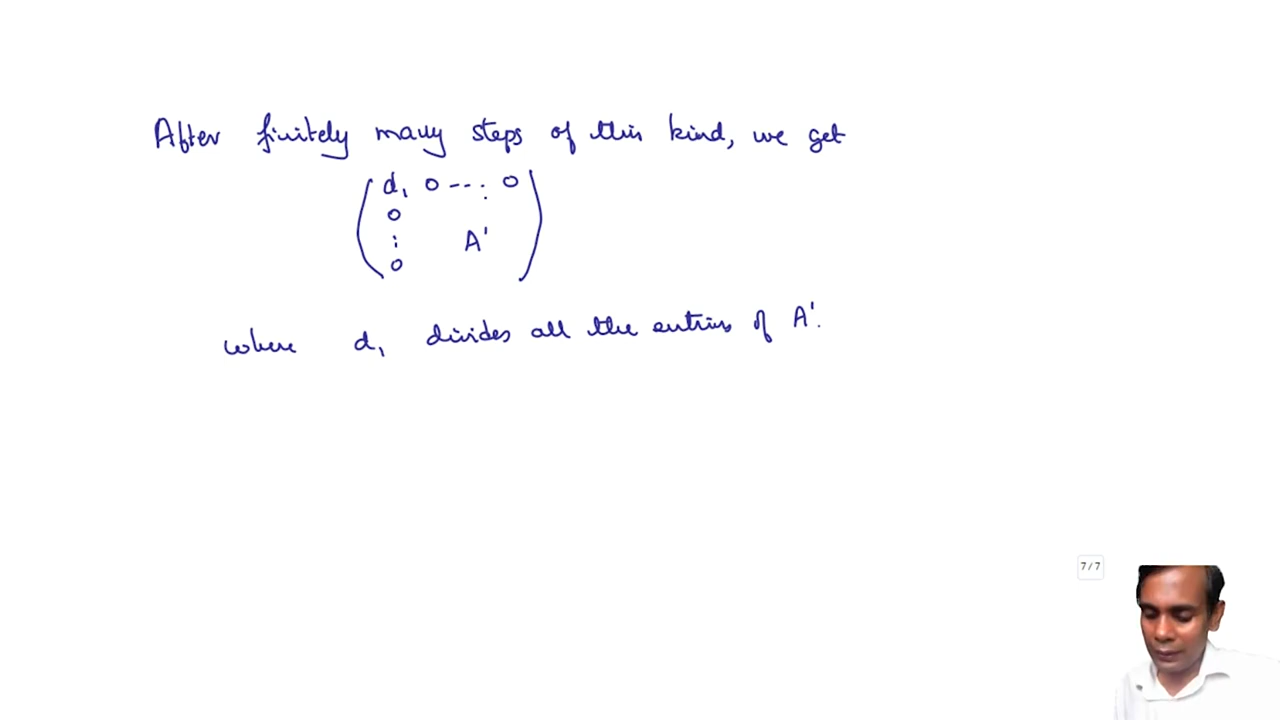 After finitely many steps of this kind, we get
d₁ 0 --- : 0
0
: A'
0
where d₁ divides all the entries of A'.
7 / 7